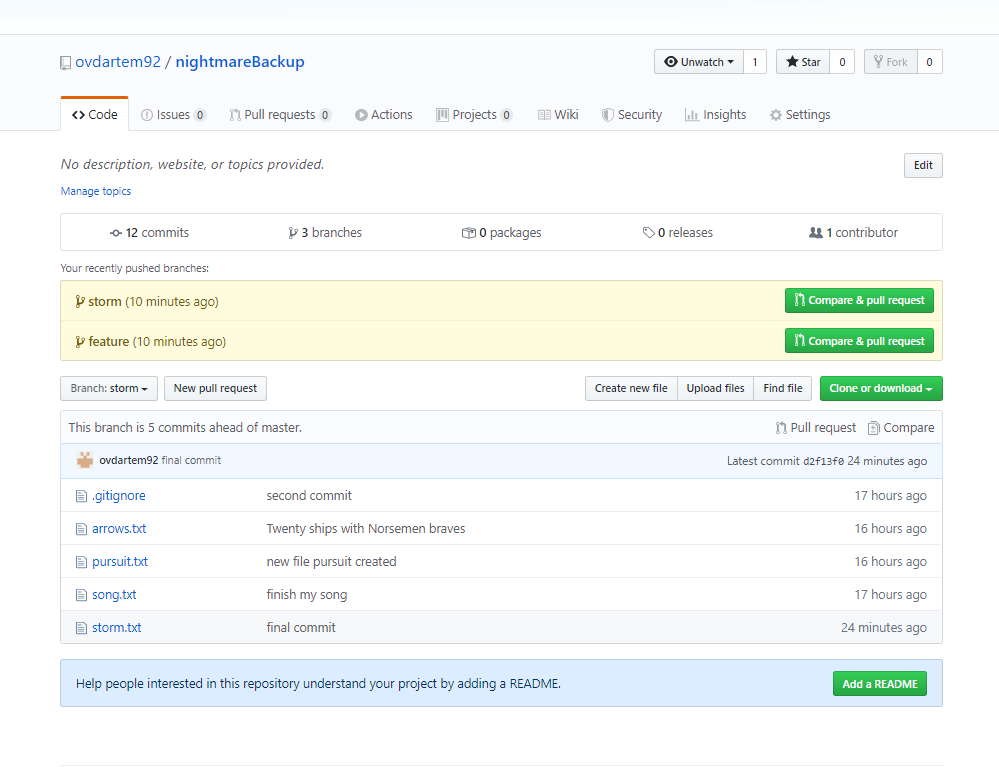 ovdartem92 / nightmareBackup
Unwatch 1 Star 0 Fork 0
Code Issues 0 Pull requests 0 Actions Projects 0 Wiki Security Insights Settings
No description, website, or topics provided. Edit
Manage topics
12 commits 3 branches 0 packages 0 releases 1 contributor
Your recently pushed branches:
storm (10 minutes ago) Compare & pull request
feature (10 minutes ago) Compare & pull request
Branch: storm New pull request Create new file Upload files Find file Clone or download
This branch is 5 commits ahead of master. Pull request Compare
ovdartem92 final commit Latest commit d2f13f0 24 minutes ago
.gitignore second commit 17 hours ago
arrows.txt Twenty ships with Norsemen braves 16 hours ago
pursuit.txt new file pursuit created 16 hours ago
song.txt finish my song 17 hours ago
storm.txt final commit 24 minutes ago
Help people interested in this repository understand your project by adding a README. Add a README